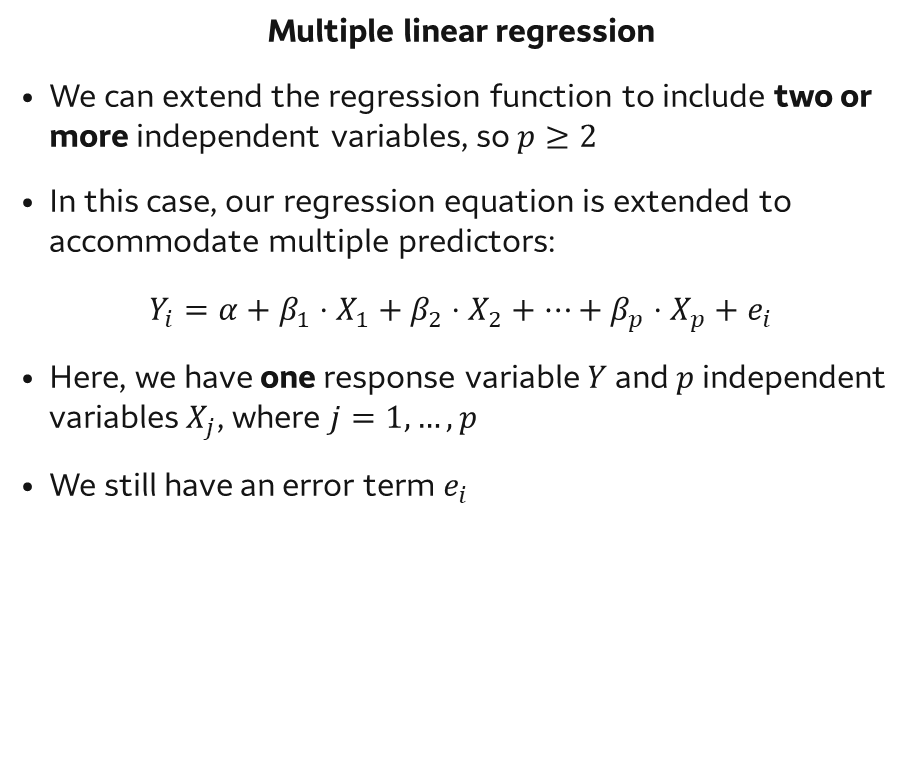 Multiple linear regression
• We can extend the regression function to include two or
more independent variables, so p ≥ 2
• In this case, our regression equation is extended to
accommodate multiple predictors:
Yᵢ = α + β₁ · X₁ + β₂ · X₂ + ⋯ + βₚ · Xₚ + eᵢ
• Here, we have one response variable Y and p independent
variables Xⱼ, where j = 1, … , p
• We still have an error term eᵢ